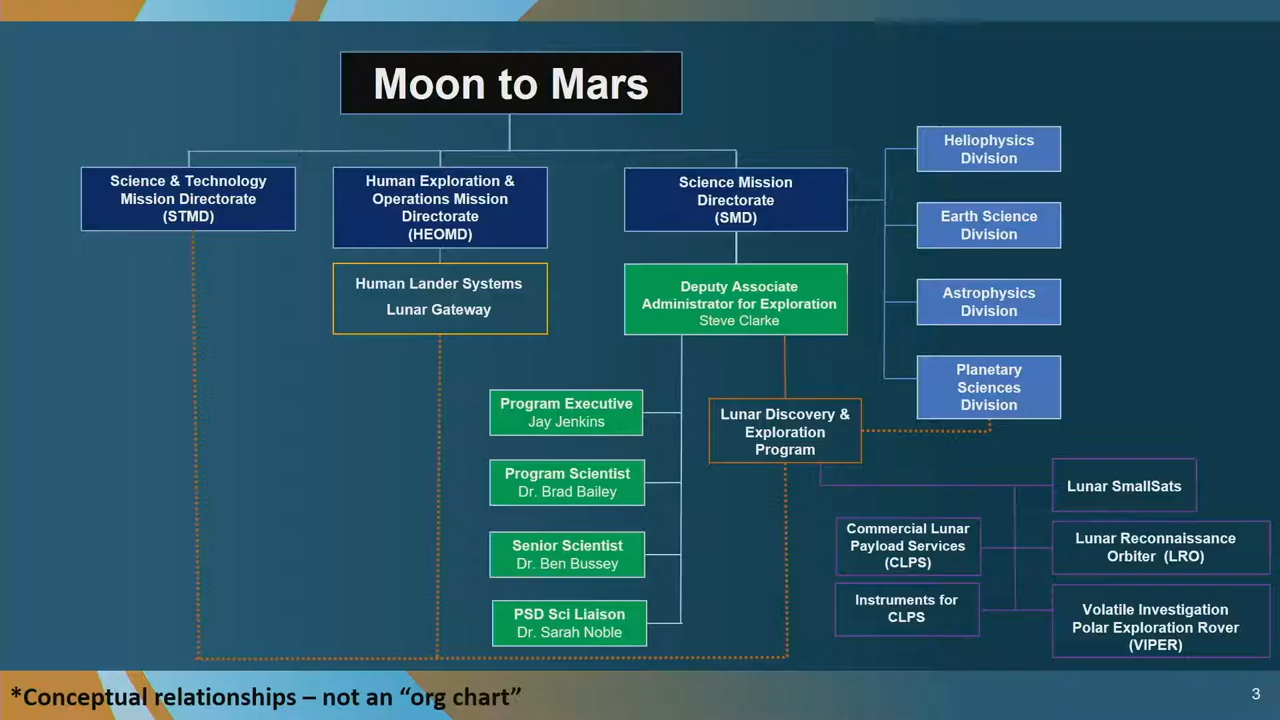 Moon to Mars
Science & Technology
Mission Directorate
(STMD)
Human Exploration &
Operations Mission
Directorate
(HEOMD)
Science Mission
Directorate
(SMD)
Heliophysics
Division
Earth Science
Division
Astrophysics
Division
Planetary
Sciences
Division
Human Lander Systems
Lunar Gateway
Deputy Associate
Administrator for Exploration
Steve Clarke
Program Executive
Jay Jenkins
Program Scientist
Dr. Brad Bailey
Senior Scientist
Dr. Ben Bussey
PSD Sci Liaison
Dr. Sarah Noble
Lunar Discovery &
Exploration
Program
Lunar SmallSats
Commercial Lunar
Payload Services
(CLPS)
Lunar Reconnaissance
Orbiter (LRO)
Instruments for
CLPS
Volatile Investigation
Polar Exploration Rover
(VIPER)
*Conceptual relationships – not an “org chart”
3